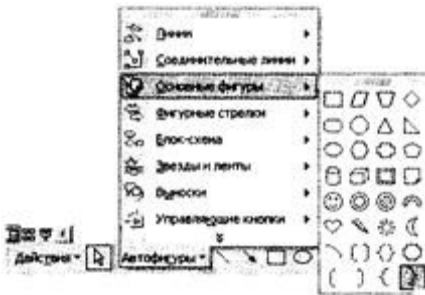 Линии
Соединительные линии
Основные фигуры
Фигурные стрелки
Блок-схема
Звезды и ленты
Выноски
Управляющие кнопки
Действия
Автофигуры